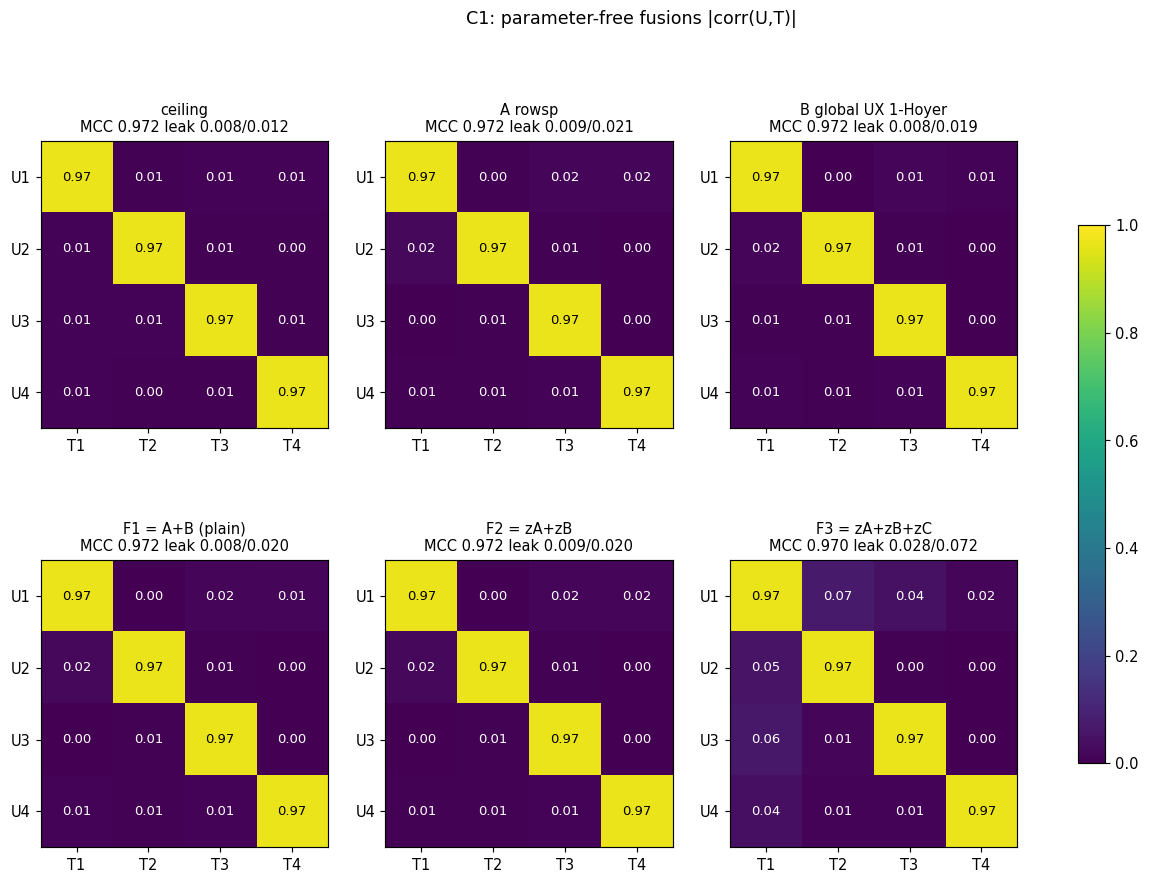 C1: parameter-free fusions |corr(U,T)|
ceiling
MCC 0.972 leak 0.008/0.012
A rowsp
MCC 0.972 leak 0.009/0.021
B global UX 1-Hoyer
MCC 0.972 leak 0.008/0.019
U1 0.97 0.01 0.01 0.01
U2 0.01 0.97 0.01 0.00
U3 0.01 0.01 0.97 0.01
U4 0.01 0.00 0.01 0.97
T1 T2 T3 T4
U1 0.97 0.00 0.02 0.02
U2 0.02 0.97 0.01 0.00
U3 0.00 0.01 0.97 0.00
U4 0.01 0.01 0.01 0.97
T1 T2 T3 T4
U1 0.97 0.00 0.01 0.01
U2 0.02 0.97 0.01 0.00
U3 0.01 0.01 0.97 0.00
U4 0.01 0.01 0.01 0.97
T1 T2 T3 T4
F1 = A+B (plain)
MCC 0.972 leak 0.008/0.020
U1 0.97 0.00 0.02 0.01
U2 0.02 0.97 0.01 0.00
U3 0.00 0.01 0.97 0.00
U4 0.01 0.01 0.01 0.97
T1 T2 T3 T4
F2 = zA+zB
MCC 0.972 leak 0.009/0.020
U1 0.97 0.00 0.02 0.02
U2 0.02 0.97 0.01 0.00
U3 0.00 0.01 0.97 0.00
U4 0.01 0.01 0.01 0.97
T1 T2 T3 T4
F3 = zA+zB+zC
MCC 0.970 leak 0.028/0.072
U1 0.97 0.07 0.04 0.02
U2 0.05 0.97 0.00 0.00
U3 0.06 0.01 0.97 0.00
U4 0.04 0.01 0.01 0.97
T1 T2 T3 T4
1.0
0.8
0.6
0.4
0.2
0.0